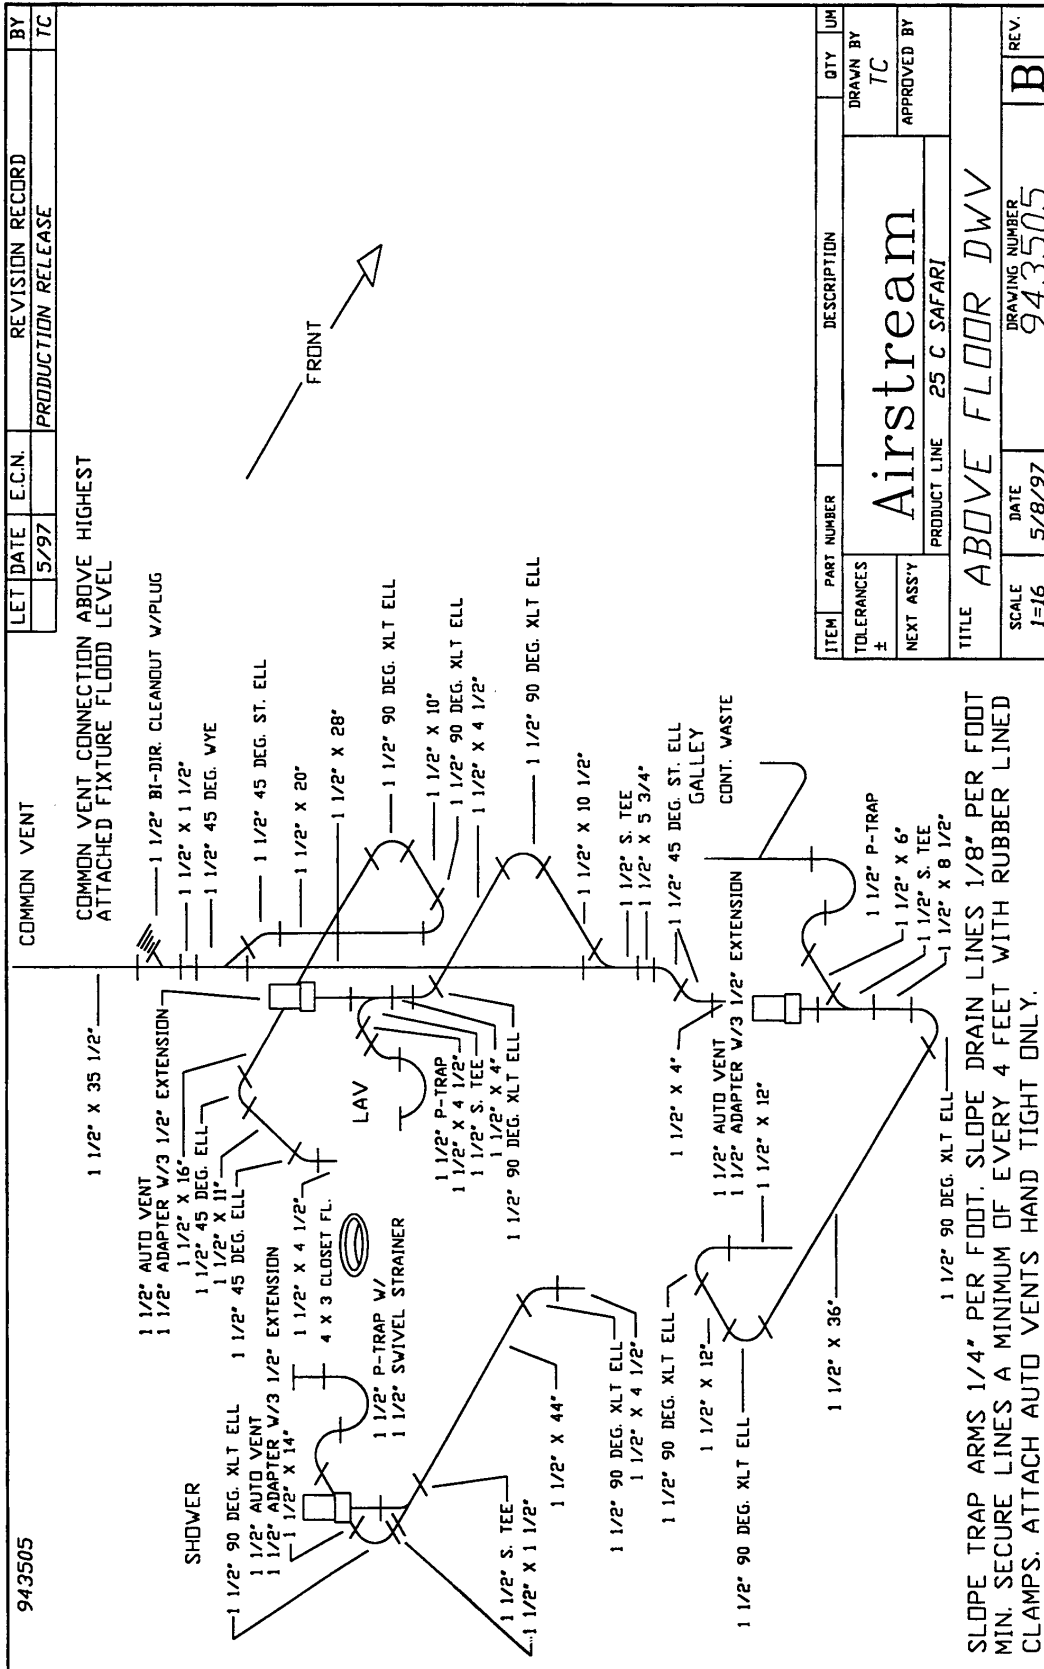 943505
LET DATE E.C.N. REVISION RECORD BY
5/97 PRODUCTION RELEASE TC
COMMON VENT
COMMON VENT CONNECTION ABOVE HIGHEST
ATTACHED FIXTURE FLOOD LEVEL
1 1/2" X 35 1/2"
1 1/2" BI-DIR. CLEANOUT W/PLUG
1 1/2" X 1 1/2"
1 1/2" 45 DEG. WYE
1 1/2" 45 DEG. ST. ELL
1 1/2" X 20"
1 1/2" X 28"
1 1/2" 90 DEG. XLT ELL
1 1/2" X 10"
1 1/2" 90 DEG. XLT ELL
1 1/2" X 4 1/2"
1 1/2" 90 DEG. XLT ELL
FRONT
1 1/2" AUTO VENT
1 1/2" ADAPTER W/3 1/2" EXTENSION
1 1/2" X 16"
1 1/2" 45 DEG. ELL
1 1/2" X 11"
1 1/2" 45 DEG. ELL
1 1/2" X 4 1/2"
4 X 3 CLOSET FL.
LAV
1 1/2" P-TRAP
1 1/2" X 4 1/2"
1 1/2" S. TEE
1 1/2" X 4"
1 1/2" 90 DEG. XLT ELL
SHOWER
1 1/2" 90 DEG. XLT ELL
1 1/2" AUTO VENT
1 1/2" ADAPTER W/3 1/2" EXTENSION
1 1/2" X 14"
1 1/2" P-TRAP W/
1 1/2" SWIVEL STRAINER
1 1/2" S. TEE
1 1/2" X 1 1/2"
1 1/2" X 44"
1 1/2" 90 DEG. XLT ELL
1 1/2" X 4 1/2"
1 1/2" X 10 1/2"
1 1/2" S. TEE
1 1/2" X 5 3/4"
1 1/2" 45 DEG. ST. ELL
GALLEY
CONT. WASTE
1 1/2" X 4"
1 1/2" AUTO VENT
1 1/2" ADAPTER W/3 1/2" EXTENSION
1 1/2" X 12"
1 1/2" 90 DEG. XLT ELL
1 1/2" X 12"
1 1/2" 90 DEG. XLT ELL
1 1/2" X 36"
1 1/2" P-TRAP
1 1/2" X 6"
1 1/2" S. TEE
1 1/2" X 8 1/2"
1 1/2" 90 DEG. XLT ELL
SLOPE TRAP ARMS 1/4" PER FOOT. SLOPE DRAIN LINES 1/8" PER FOOT
MIN. SECURE LINES A MINIMUM OF EVERY 4 FEET WITH RUBBER LINED
CLAMPS. ATTACH AUTO VENTS HAND TIGHT ONLY.
ITEM PART NUMBER DESCRIPTION QTY UM
TOLERANCES
±
NEXT ASS'Y
Airstream
PRODUCT LINE 25 C SAFARI
DRAWN BY
TC
APPROVED BY
TITLE ABOVE FLOOR DWV
SCALE
1=16
DATE
5/8/97
DRAWING NUMBER
943505
B
REV.